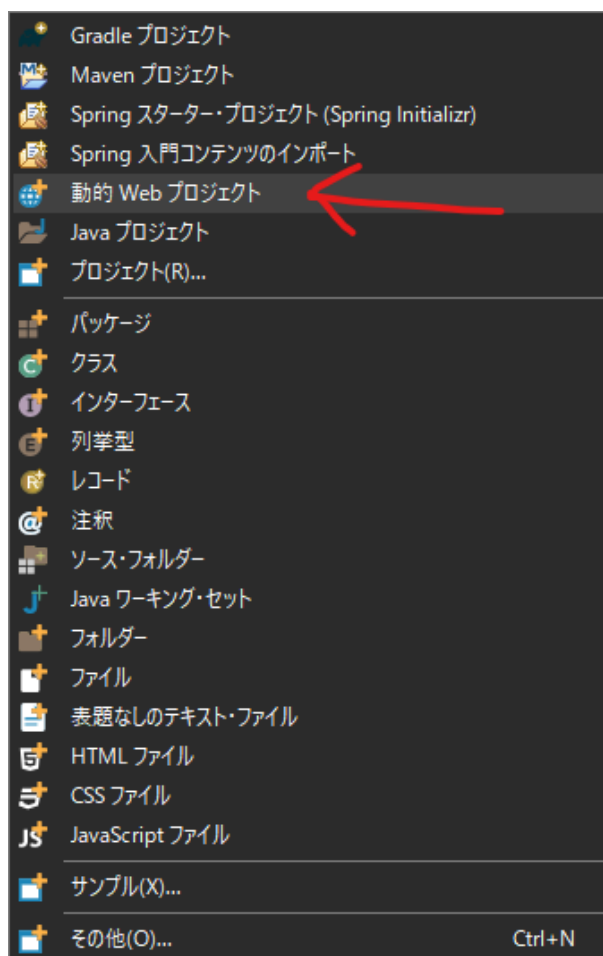 Gradle プロジェクト
Maven プロジェクト
Spring スターター・プロジェクト (Spring Initializr)
Spring 入門コンテンツのインポート
動的 Web プロジェクト
Java プロジェクト
プロジェクト(R)...
パッケージ
クラス
インターフェース
列挙型
レコード
注釈
ソース・フォルダー
Java ワーキング・セット
フォルダー
ファイル
表題なしのテキスト・ファイル
HTML ファイル
CSS ファイル
JavaScript ファイル
サンプル(X)...
その他(O)... Ctrl+N